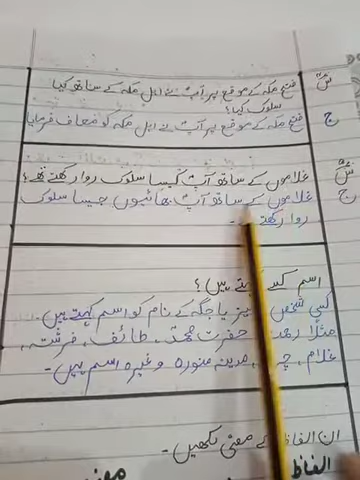 س فتح مکہ کے موقع پر آپؐ نے اہل مکہ کے ساتھ کیا
سلوک کیا؟
ج فتح مکہ کے موقع پر آپؐ نے اہل مکہ کو معاف فرمایا
س غلاموں کے ساتھ آپؐ کیسا سلوک روا رکھتے تھے؟
ج غلاموں کے ساتھ آپؐ بھائیوں جیسا سلوک
روا رکھتے
اسم ہیں؟
کسی شخص یا جگہ کے نام کو اسم کہتے ہیں۔
مثلاً حضرت محمدؐ، طائف، فرشتہ،
غلام، مدینہ منورہ وغیرہ اسم ہیں۔
ان الفاظ کے معنی لکھیں۔
الفاظ